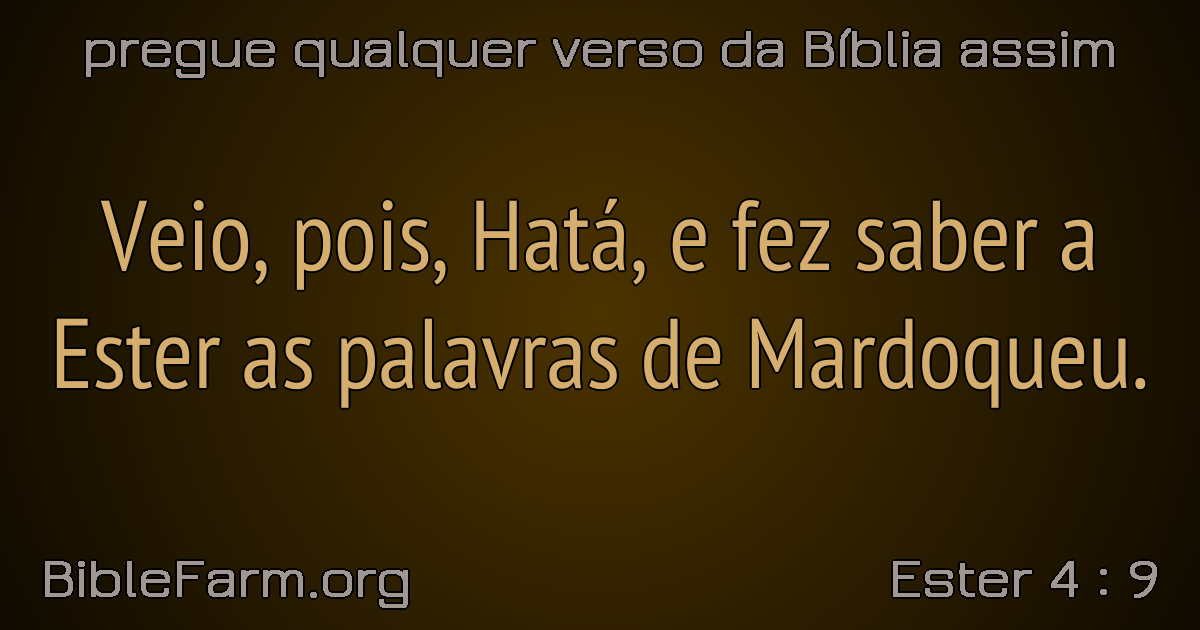 pregue qualquer verso da Bíblia assim
Veio, pois, Hatá, e fez saber a
Ester as palavras de Mardoqueu.
BibleFarm.org
Ester 4 : 9